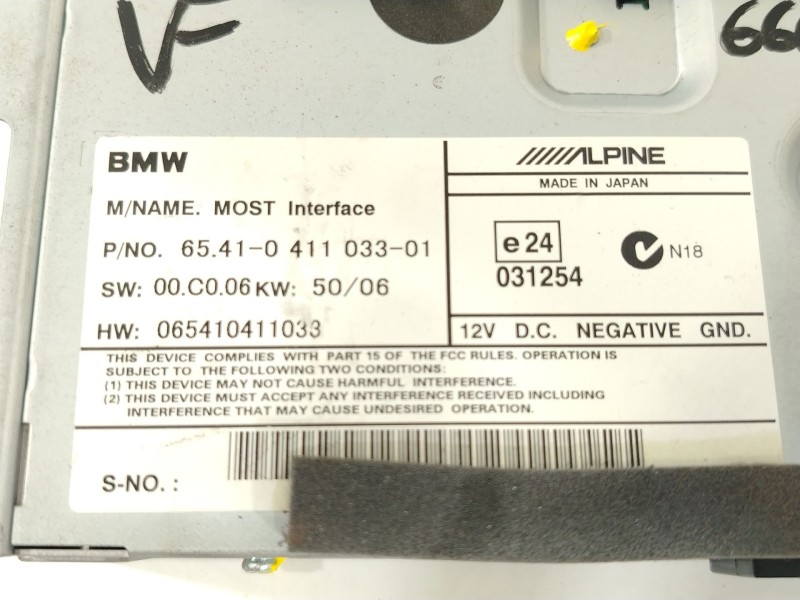 VF
BMW
ALPINE
MADE IN JAPAN
M/NAME. MOST Interface
P/NO. 65.41-0 411 033-01
SW: 00.C0.06 KW: 50/06
HW: 065410411033
e24
031254
N18
12V D.C. NEGATIVE GND.
THIS DEVICE COMPLIES WITH PART 15 OF THE FCC RULES. OPERATION IS
SUBJECT TO THE FOLLOWING TWO CONDITIONS:
(1) THIS DEVICE MAY NOT CAUSE HARMFUL INTERFERENCE.
(2) THIS DEVICE MUST ACCEPT ANY INTERFERENCE RECEIVED INCLUDING
INTERFERENCE THAT MAY CAUSE UNDESIRED OPERATION.
S-NO. :